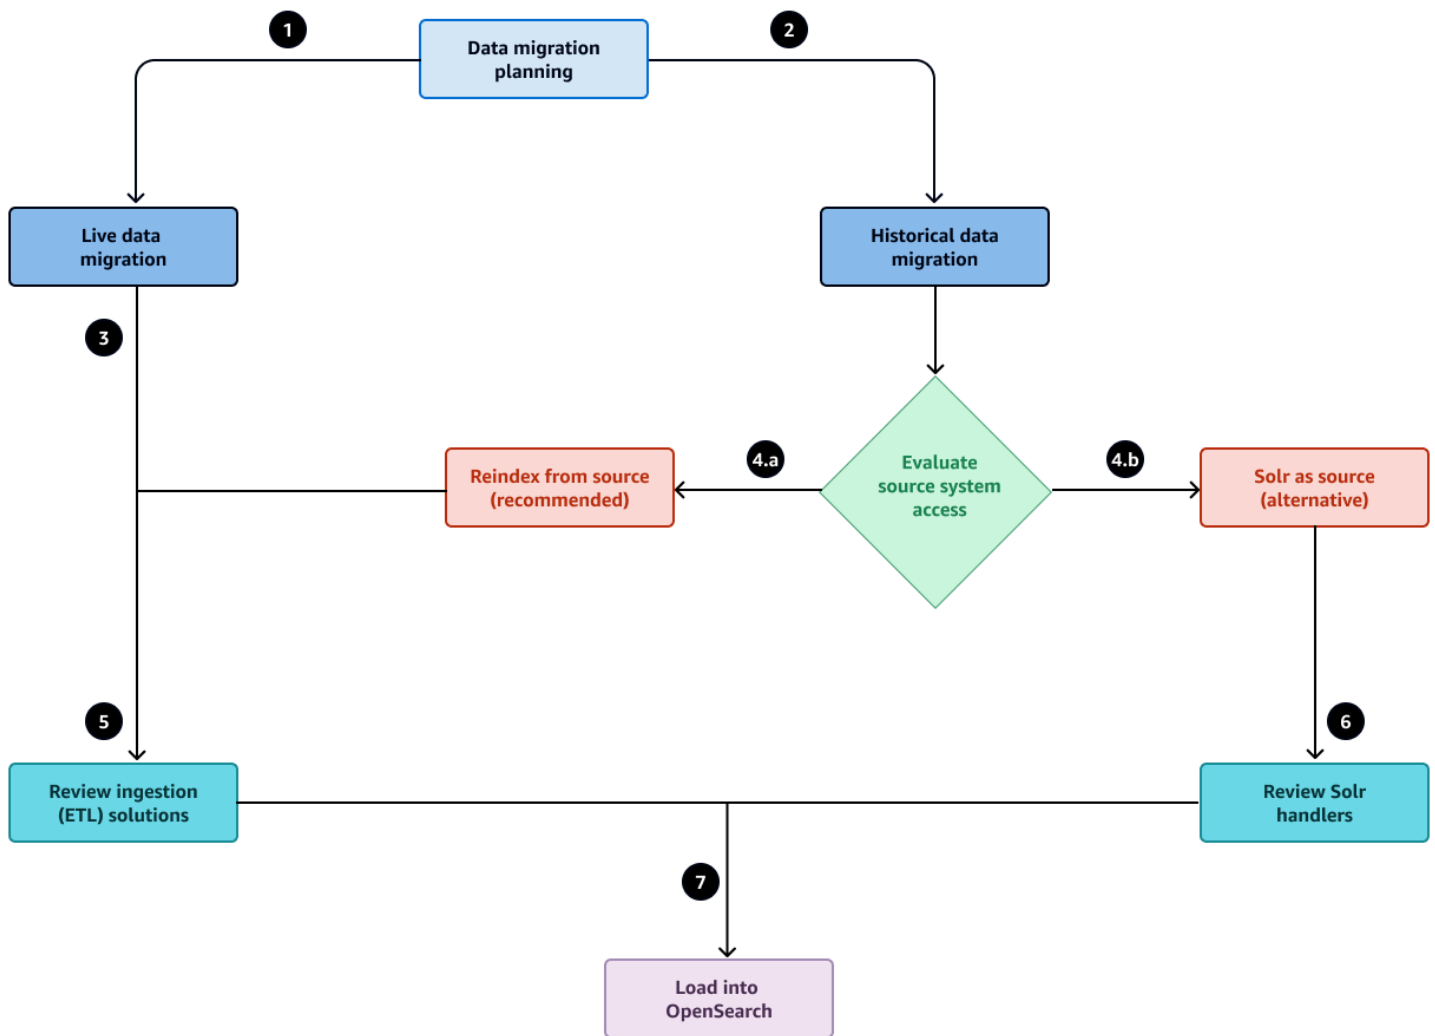 1
Data migration
planning
2
Live data
migration
Historical data
migration
3
Reindex from source
(recommended)
4.a
Evaluate
source system
access
4.b
Solr as source
(alternative)
5
6
Review ingestion
(ETL) solutions
Review Solr
handlers
7
Load into
OpenSearch